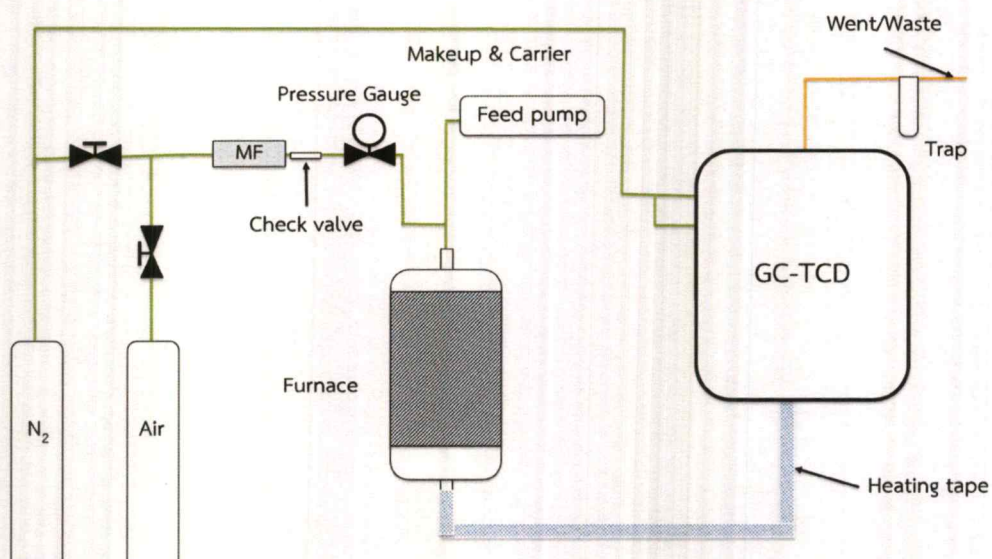 Went/Waste
Makeup & Carrier
Pressure Gauge
Feed pump
MF
Trap
Check valve
GC-TCD
Furnace
N₂
Air
Heating tape